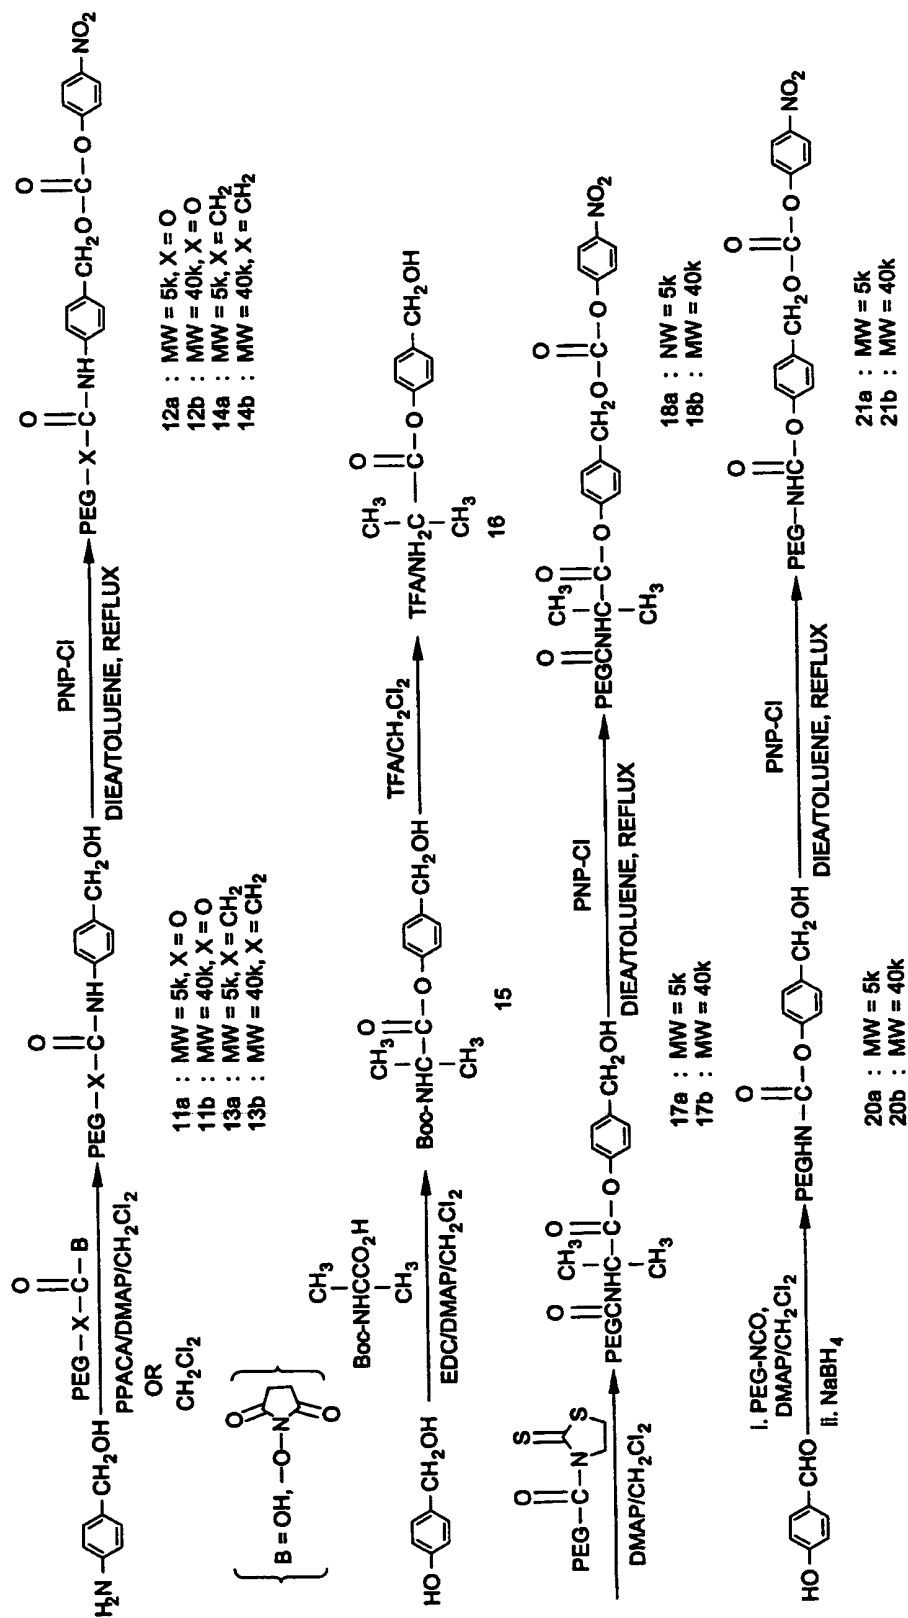 H₂N CH₂OH
O
PEG–X–C–B
PPACA/DMAP/CH₂Cl₂
OR
CH₂Cl₂
B = OH, –O–N
O
O
O
PEG–X–C–NH CH₂OH
11a : MW = 5k, X = O
11b : MW = 40k, X = O
13a : MW = 5k, X = CH₂
13b : MW = 40k, X = CH₂
PNP-Cl
DIEA/TOLUENE, REFLUX
O
PEG–X–C–NH CH₂O–C–O NO₂
O
12a : MW = 5k, X = O
12b : MW = 40k, X = O
14a : MW = 5k, X = CH₂
14b : MW = 40k, X = CH₂
HO CH₂OH
CH₃
Boc-NHCCO₂H
CH₃
EDC/DMAP/CH₂Cl₂
CH₃ O
Boc-NHC–C–O CH₂OH
CH₃
15
TFA/CH₂Cl₂
CH₃ O
TFA/NH₂C–C–O CH₂OH
CH₃
16
O S
PEG–C–N S
DMAP/CH₂Cl₂
O CH₃ O
PEGCNHC–C–O CH₂OH
CH₃
17a : MW = 5k
17b : MW = 40k
PNP-Cl
DIEA/TOLUENE, REFLUX
O CH₃ O O
PEGCNHC–C–O CH₂O–C–O NO₂
CH₃
18a : NW = 5k
18b : MW = 40k
HO CHO
i. PEG-NCO,
DMAP/CH₂Cl₂
ii. NaBH₄
O
PEGHN–C–O CH₂OH
20a : MW = 5k
20b : MW = 40k
PNP-Cl
DIEA/TOLUENE, REFLUX
O O
PEG–NHC–O CH₂O–C–O NO₂
21a : MW = 5k
21b : MW = 40k